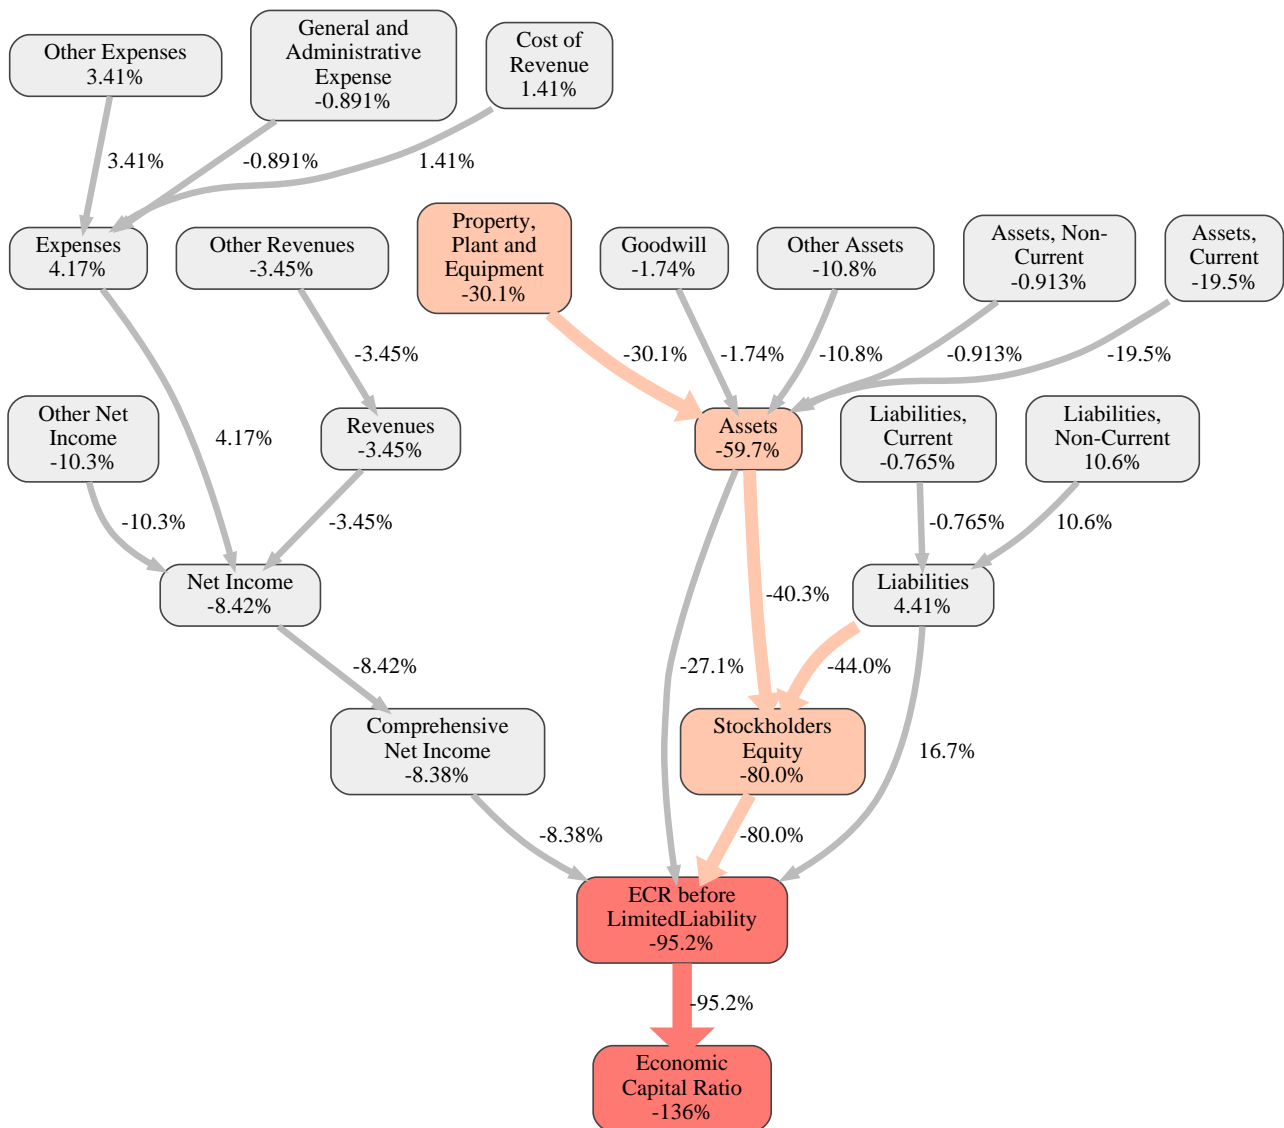 Other Expenses
3.41%
General and
Administrative
Expense
-0.891%
Cost of
Revenue
1.41%
3.41%
-0.891%
1.41%
Expenses
4.17%
Other Revenues
-3.45%
Property,
Plant and
Equipment
-30.1%
Goodwill
-1.74%
Other Assets
-10.8%
Assets, Non-
Current
-0.913%
Assets,
Current
-19.5%
-3.45%
-30.1%
-1.74%
-10.8%
-0.913%
-19.5%
Other Net
Income
-10.3%
4.17%
Revenues
-3.45%
Assets
-59.7%
Liabilities,
Current
-0.765%
Liabilities,
Non-Current
10.6%
-10.3%
-3.45%
-0.765%
10.6%
Net Income
-8.42%
-40.3%
Liabilities
4.41%
-8.42%
-27.1%
-44.0%
Comprehensive
Net Income
-8.38%
Stockholders
Equity
-80.0%
16.7%
-8.38%
-80.0%
ECR before
LimitedLiability
-95.2%
-95.2%
Economic
Capital Ratio
-136%